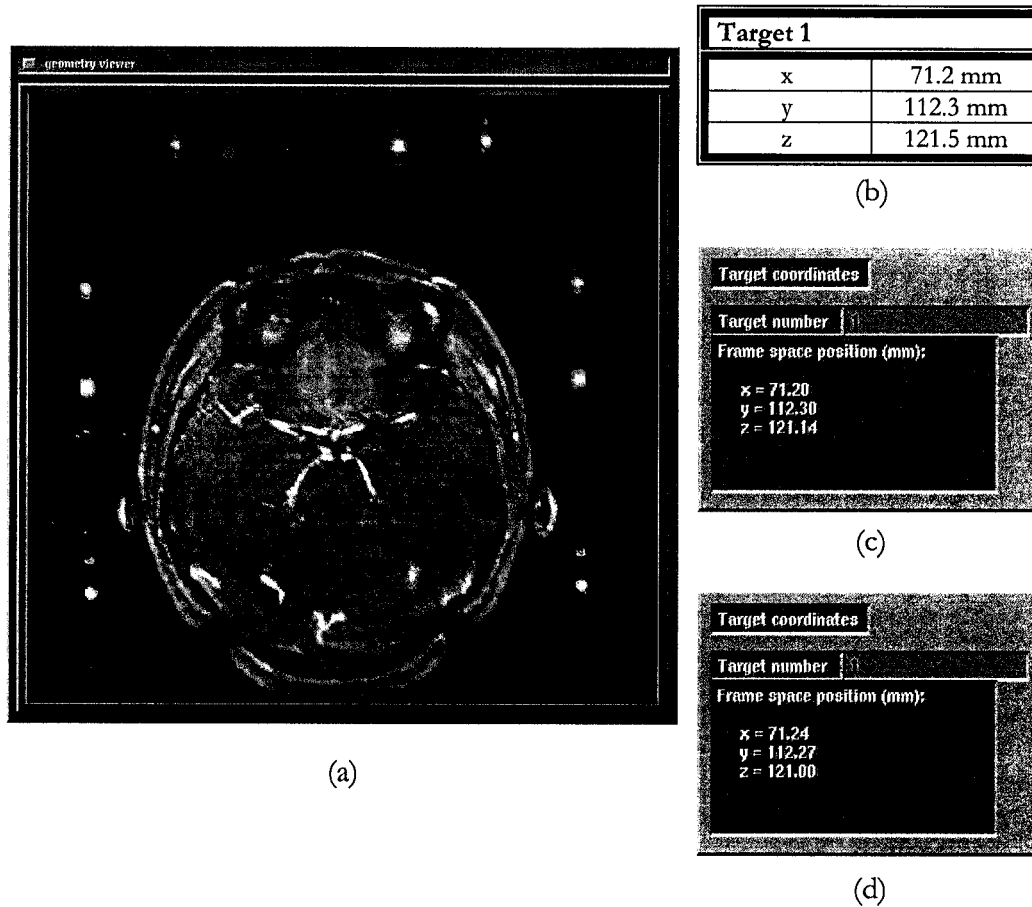 geometry viewer
(a)
Target 1
x 71.2 mm
y 112.3 mm
z 121.5 mm
(b)
Target coordinates
Target number 1
Frame space position (mm):
x = 71.20
y = 112.30
z = 121.14
(c)
Target coordinates
Target number 1
Frame space position (mm):
x = 71.24
y = 112.27
z = 121.00
(d)